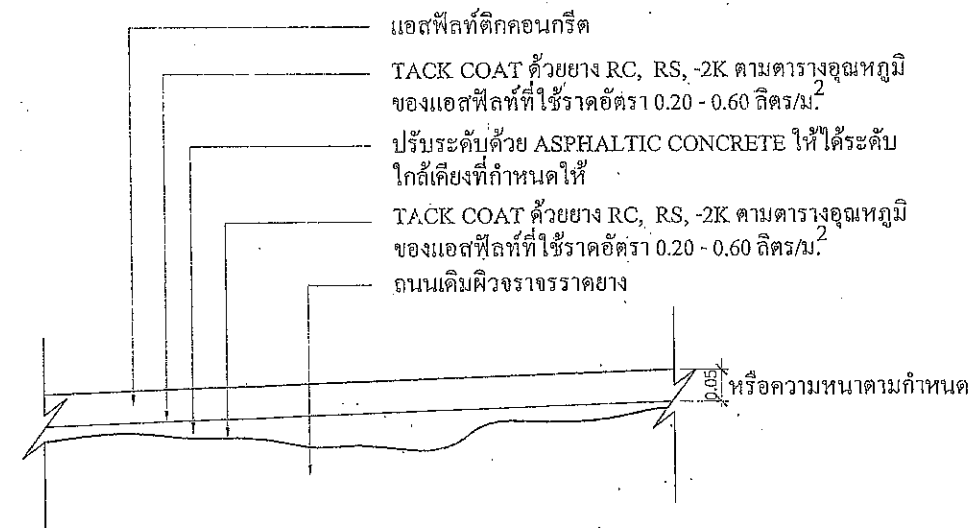 แอสฟัลท์ติกคอนกรีต
TACK COAT ด้วยยาง RC, RS, -2K ตามตารางอุณหภูมิ
ของแอสฟัลท์ที่ใช้ราดอัตรา 0.20 - 0.60 ลิตร/ม.²
ปรับระดับด้วย ASPHALTIC CONCRETE ให้ได้ระดับ
ใกล้เคียงที่กำหนดให้
TACK COAT ด้วยยาง RC, RS, -2K ตามตารางอุณหภูมิ
ของแอสฟัลท์ที่ใช้ราดอัตรา 0.20 - 0.60 ลิตร/ม.²
ถนนเดิมผิวจราจรราดยาง
0.05 หรือความหนาตามกำหนด